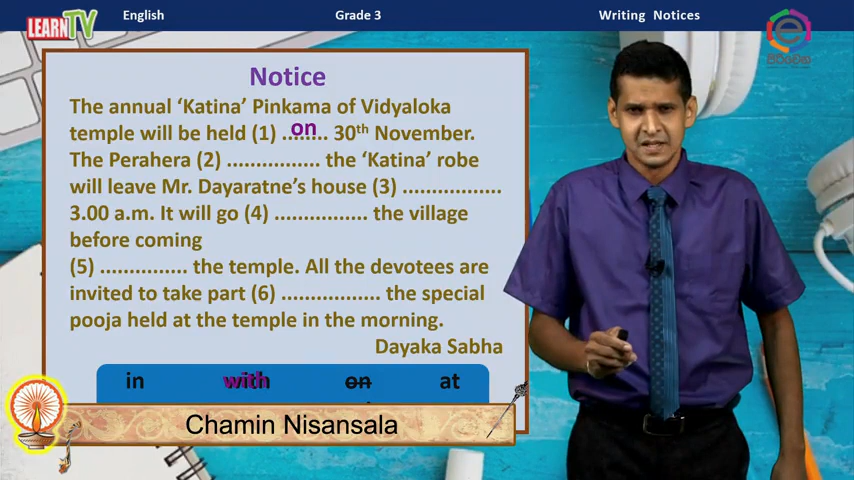 LEARN TV
English
Grade 3
Writing Notices
e
Notice
The annual ‘Katina’ Pinkama of Vidyaloka
temple will be held (1) ..on.. 30th November.
The Perahera (2) ................ the ‘Katina’ robe
will leave Mr. Dayaratne’s house (3) .................
3.00 a.m. It will go (4) ................ the village
before coming
(5) ............... the temple. All the devotees are
invited to take part (6) ................. the special
pooja held at the temple in the morning.
Dayaka Sabha
in with on at
Chamin Nisansala